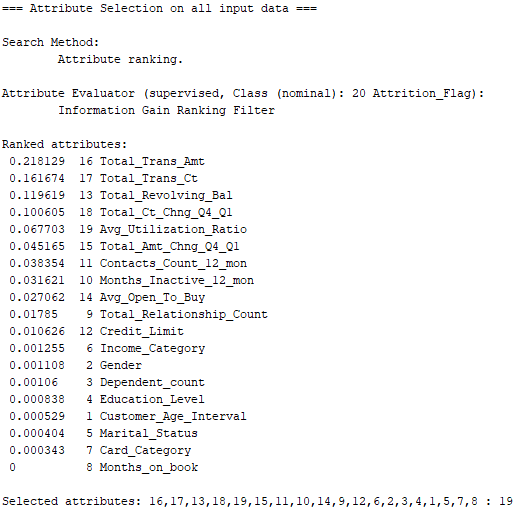 === Attribute Selection on all input data ===
Search Method:
Attribute ranking.
Attribute Evaluator (supervised, Class (nominal): 20 Attrition_Flag):
Information Gain Ranking Filter
Ranked attributes:
0.218129 16 Total_Trans_Amt
0.161674 17 Total_Trans_Ct
0.119619 13 Total_Revolving_Bal
0.100605 18 Total_Ct_Chng_Q4_Q1
0.067703 19 Avg_Utilization_Ratio
0.045165 15 Total_Amt_Chng_Q4_Q1
0.038354 11 Contacts_Count_12_mon
0.031621 10 Months_Inactive_12_mon
0.027062 14 Avg_Open_To_Buy
0.01785 9 Total_Relationship_Count
0.010626 12 Credit_Limit
0.001255 6 Income_Category
0.001108 2 Gender
0.00106 3 Dependent_count
0.000838 4 Education_Level
0.000529 1 Customer_Age_Interval
0.000404 5 Marital_Status
0.000343 7 Card_Category
0 8 Months_on_book
Selected attributes: 16,17,13,18,19,15,11,10,14,9,12,6,2,3,4,1,5,7,8 : 19